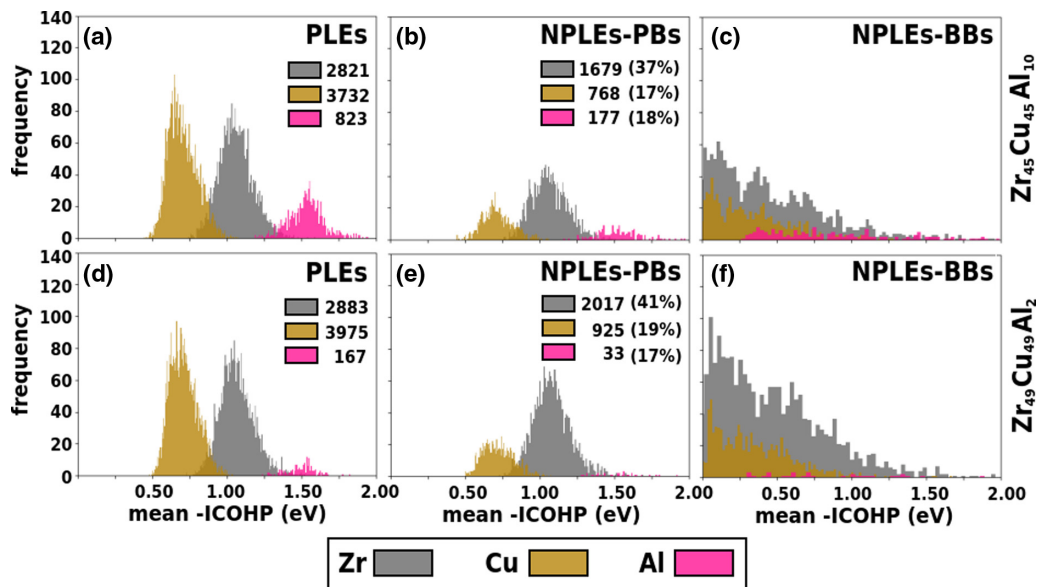 140
120
100
80
60
40
20
0
frequency
(a)
PLEs
2821
3732
823
(b)
NPLEs-PBs
1679 (37%)
768 (17%)
177 (18%)
(c)
NPLEs-BBs
Zr45Cu45Al10
140
120
100
80
60
40
20
0
frequency
(d)
PLEs
2883
3975
167
(e)
NPLEs-PBs
2017 (41%)
925 (19%)
33 (17%)
(f)
NPLEs-BBs
Zr49Cu49Al2
0.50 1.00 1.50 2.00
0.50 1.00 1.50 2.00
0.50 1.00 1.50 2.00
mean -ICOHP (eV)
mean -ICOHP (eV)
mean -ICOHP (eV)
Zr Cu Al